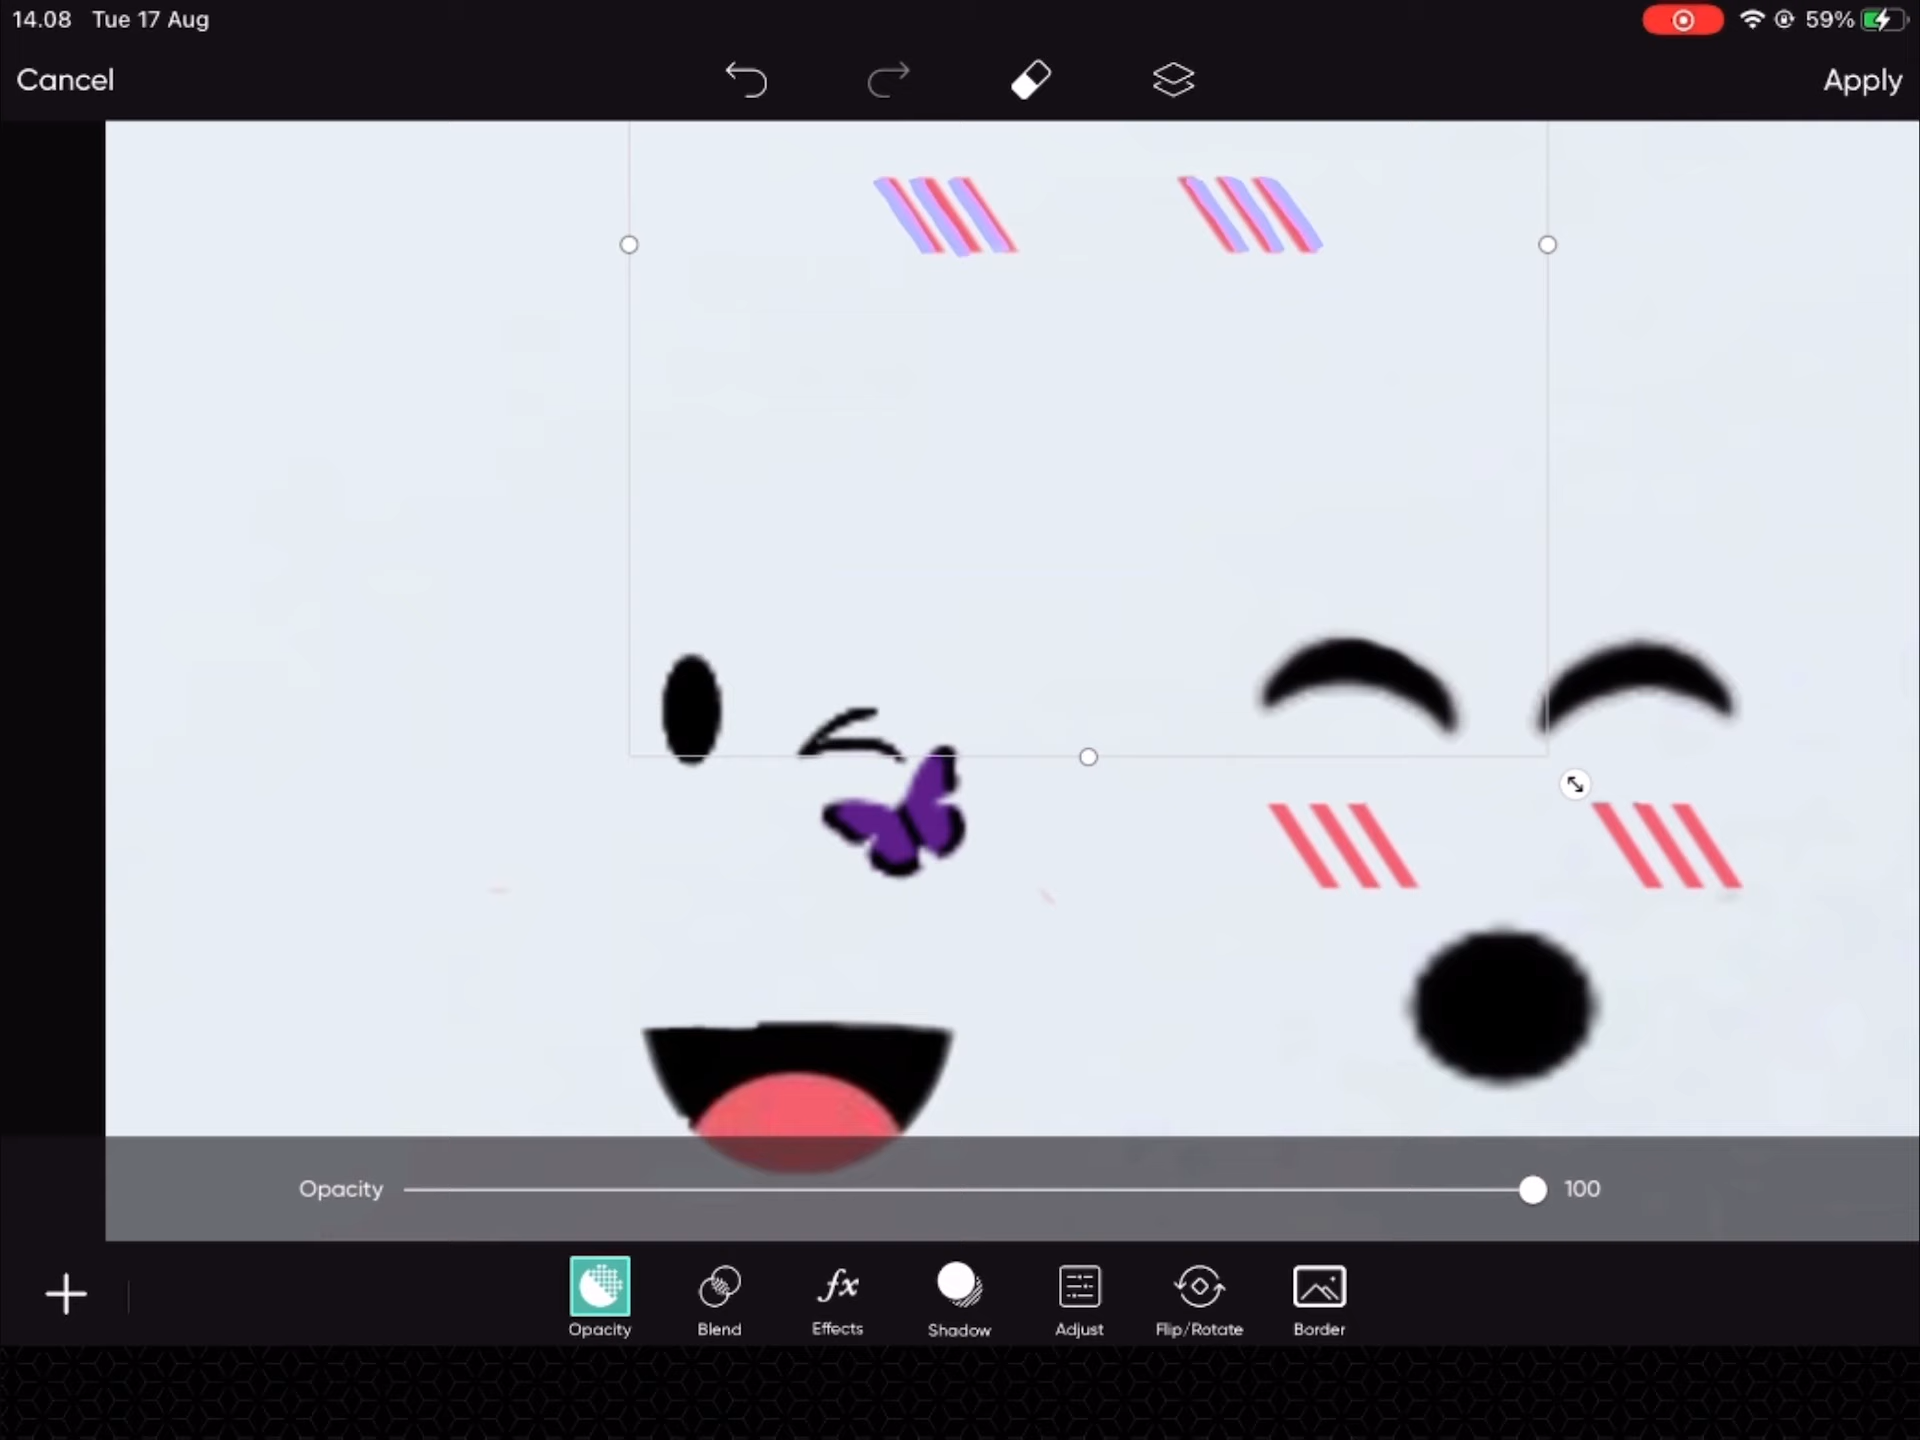 14.08 Tue 17 Aug
59%
Cancel
Apply
Opacity
100
Opacity
Blend
Effects
Shadow
Adjust
Flip/Rotate
Border